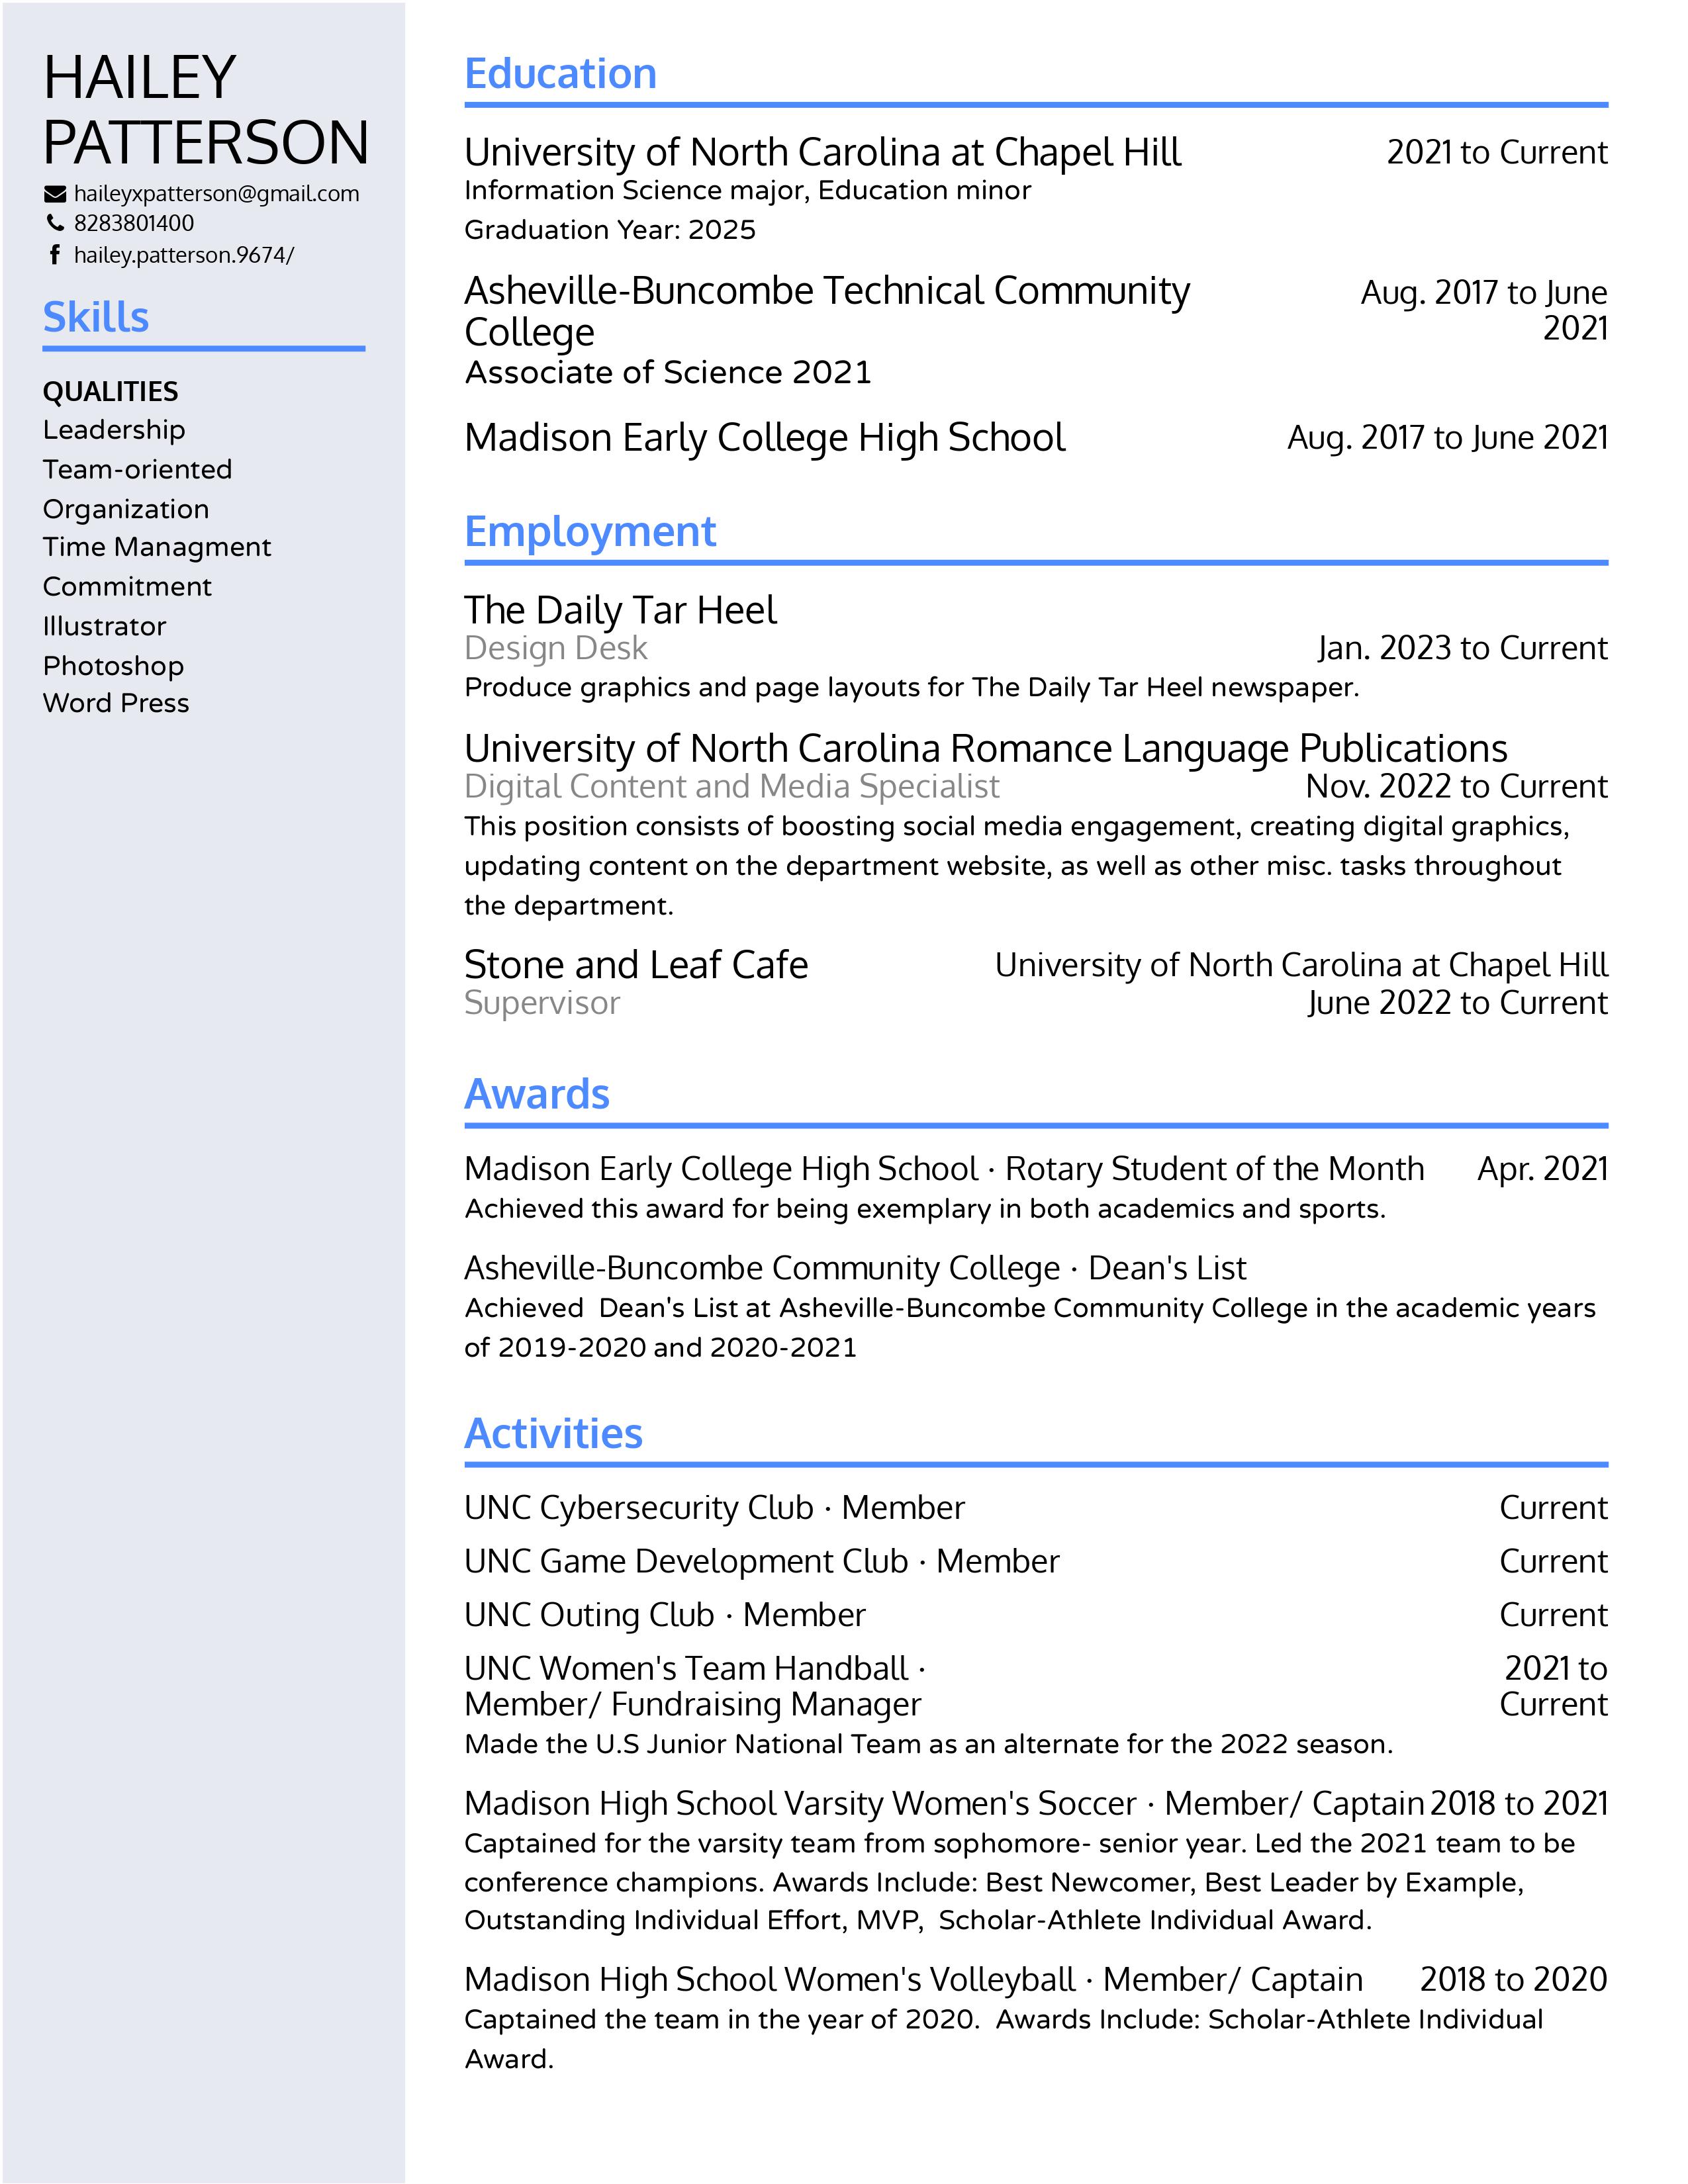 HAILEY
PATTERSON
haileyxpatterson@gmail.com
8283801400
hailey.patterson.9674/
Skills
QUALITIES
Leadership
Team-oriented
Organization
Time Managment
Commitment
Illustrator
Photoshop
Word Press
Education
University of North Carolina at Chapel Hill 2021 to Current
Information Science major, Education minor
Graduation Year: 2025
Asheville-Buncombe Technical Community Aug. 2017 to June
College 2021
Associate of Science 2021
Madison Early College High School Aug. 2017 to June 2021
Employment
The Daily Tar Heel
Design Desk Jan. 2023 to Current
Produce graphics and page layouts for The Daily Tar Heel newspaper.
University of North Carolina Romance Language Publications
Digital Content and Media Specialist Nov. 2022 to Current
This position consists of boosting social media engagement, creating digital graphics,
updating content on the department website, as well as other misc. tasks throughout
the department.
Stone and Leaf Cafe University of North Carolina at Chapel Hill
Supervisor June 2022 to Current
Awards
Madison Early College High School · Rotary Student of the Month Apr. 2021
Achieved this award for being exemplary in both academics and sports.
Asheville-Buncombe Community College · Dean's List
Achieved  Dean's List at Asheville-Buncombe Community College in the academic years
of 2019-2020 and 2020-2021
Activities
UNC Cybersecurity Club · Member Current
UNC Game Development Club · Member Current
UNC Outing Club · Member Current
UNC Women's Team Handball · 2021 to
Member/ Fundraising Manager Current
Made the U.S Junior National Team as an alternate for the 2022 season.
Madison High School Varsity Women's Soccer · Member/ Captain 2018 to 2021
Captained for the varsity team from sophomore- senior year. Led the 2021 team to be
conference champions. Awards Include: Best Newcomer, Best Leader by Example,
Outstanding Individual Effort, MVP,  Scholar-Athlete Individual Award.
Madison High School Women's Volleyball · Member/ Captain 2018 to 2020
Captained the team in the year of 2020.  Awards Include: Scholar-Athlete Individual
Award.